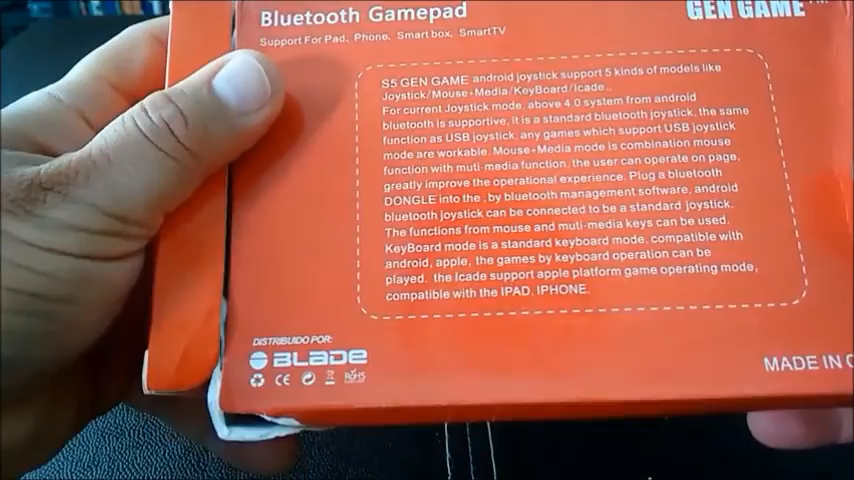 Bluetooth Gamepad
GEN GAME ™
Support For Pad、Phone、Smart box、SmartTV
S5 GEN GAME android joystick support 5 kinds of models like
Joystick/Mouse+Media/KeyBoard/Icade..
For current Joystick mode, above 4.0 system from android
bluetooth is supportive, it is a standard bluetooth joystick, the same
function as USB joystick, any games which support USB joystick
mode are workable. Mouse+Media mode is combination mouse
function with muti-media function, the user can operate on page,
greatly improve the operational experience. Plug a bluetooth
DONGLE into the , by bluetooth management software, android
bluetooth joystick can be connected to be a standard joystick.
The functions from mouse and muti-media keys can be used.
KeyBoard mode is a standard keyboard mode, compatible with
android, apple, the games by keyboard operation can be
played. The Icade support apple platform game operating mode,
compatible with the IPAD, IPHONE.
DISTRIBUIDO POR:
BLADE
CE RoHS
MADE IN